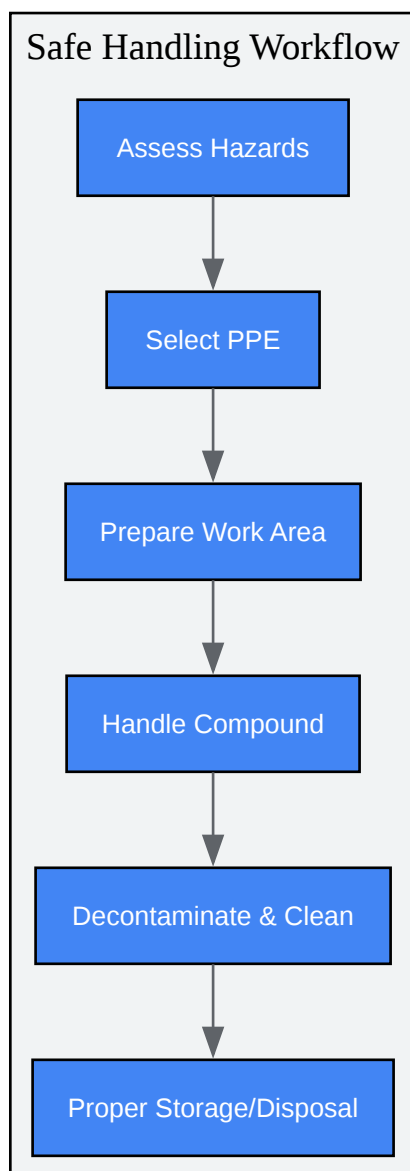 Safe Handling Workflow
Assess Hazards
Select PPE
Prepare Work Area
Handle Compound
Decontaminate & Clean
Proper Storage/Disposal